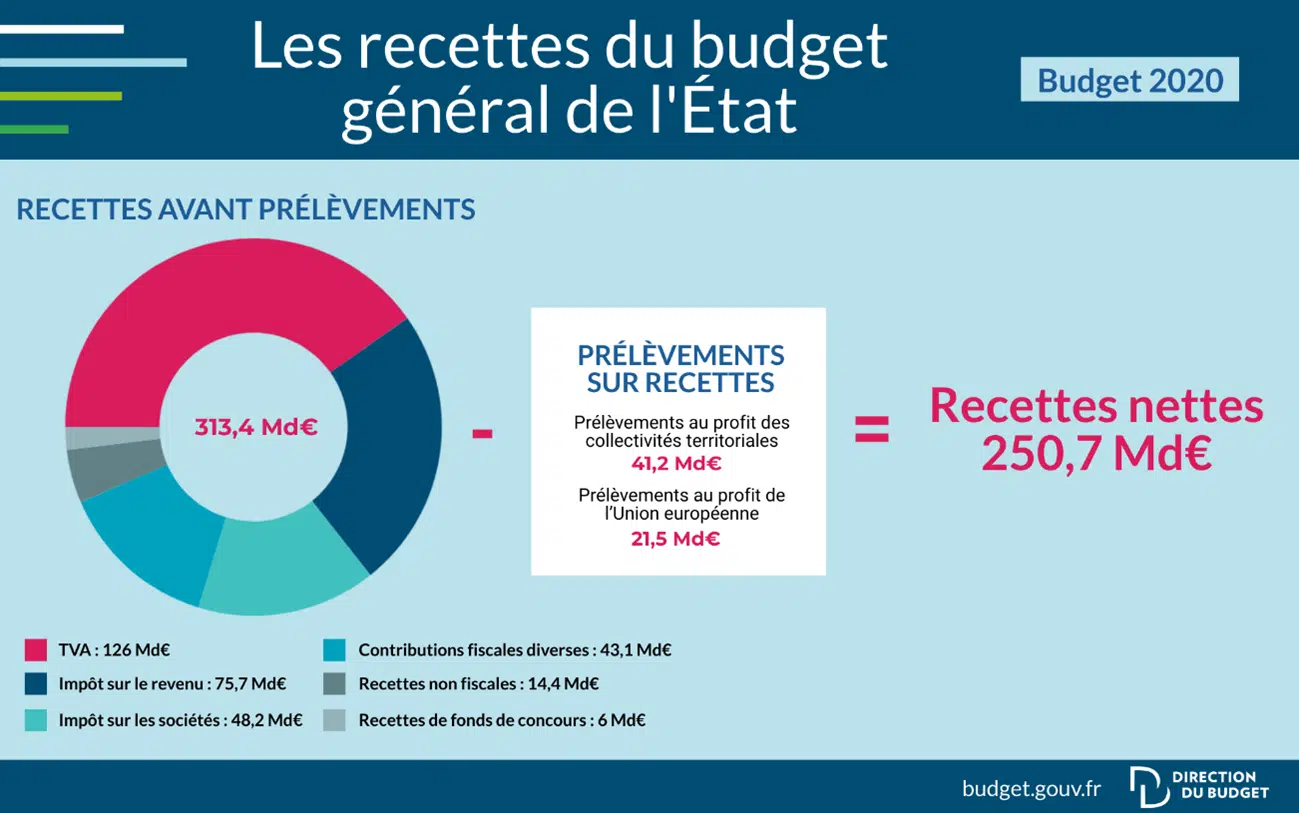 Les recettes du budget
général de l'État
Budget 2020
RECETTES AVANT PRÉLÈVEMENTS
313,4 Md€
-
PRÉLÈVEMENTS
SUR RECETTES
Prélèvements au profit des
collectivités territoriales
41,2 Md€
Prélèvements au profit de
l’Union européenne
21,5 Md€
=
Recettes nettes
250,7 Md€
TVA : 126 Md€
Impôt sur le revenu : 75,7 Md€
Impôt sur les sociétés : 48,2 Md€
Contributions fiscales diverses : 43,1 Md€
Recettes non fiscales : 14,4 Md€
Recettes de fonds de concours : 6 Md€
budget.gouv.fr
DIRECTION
DU BUDGET